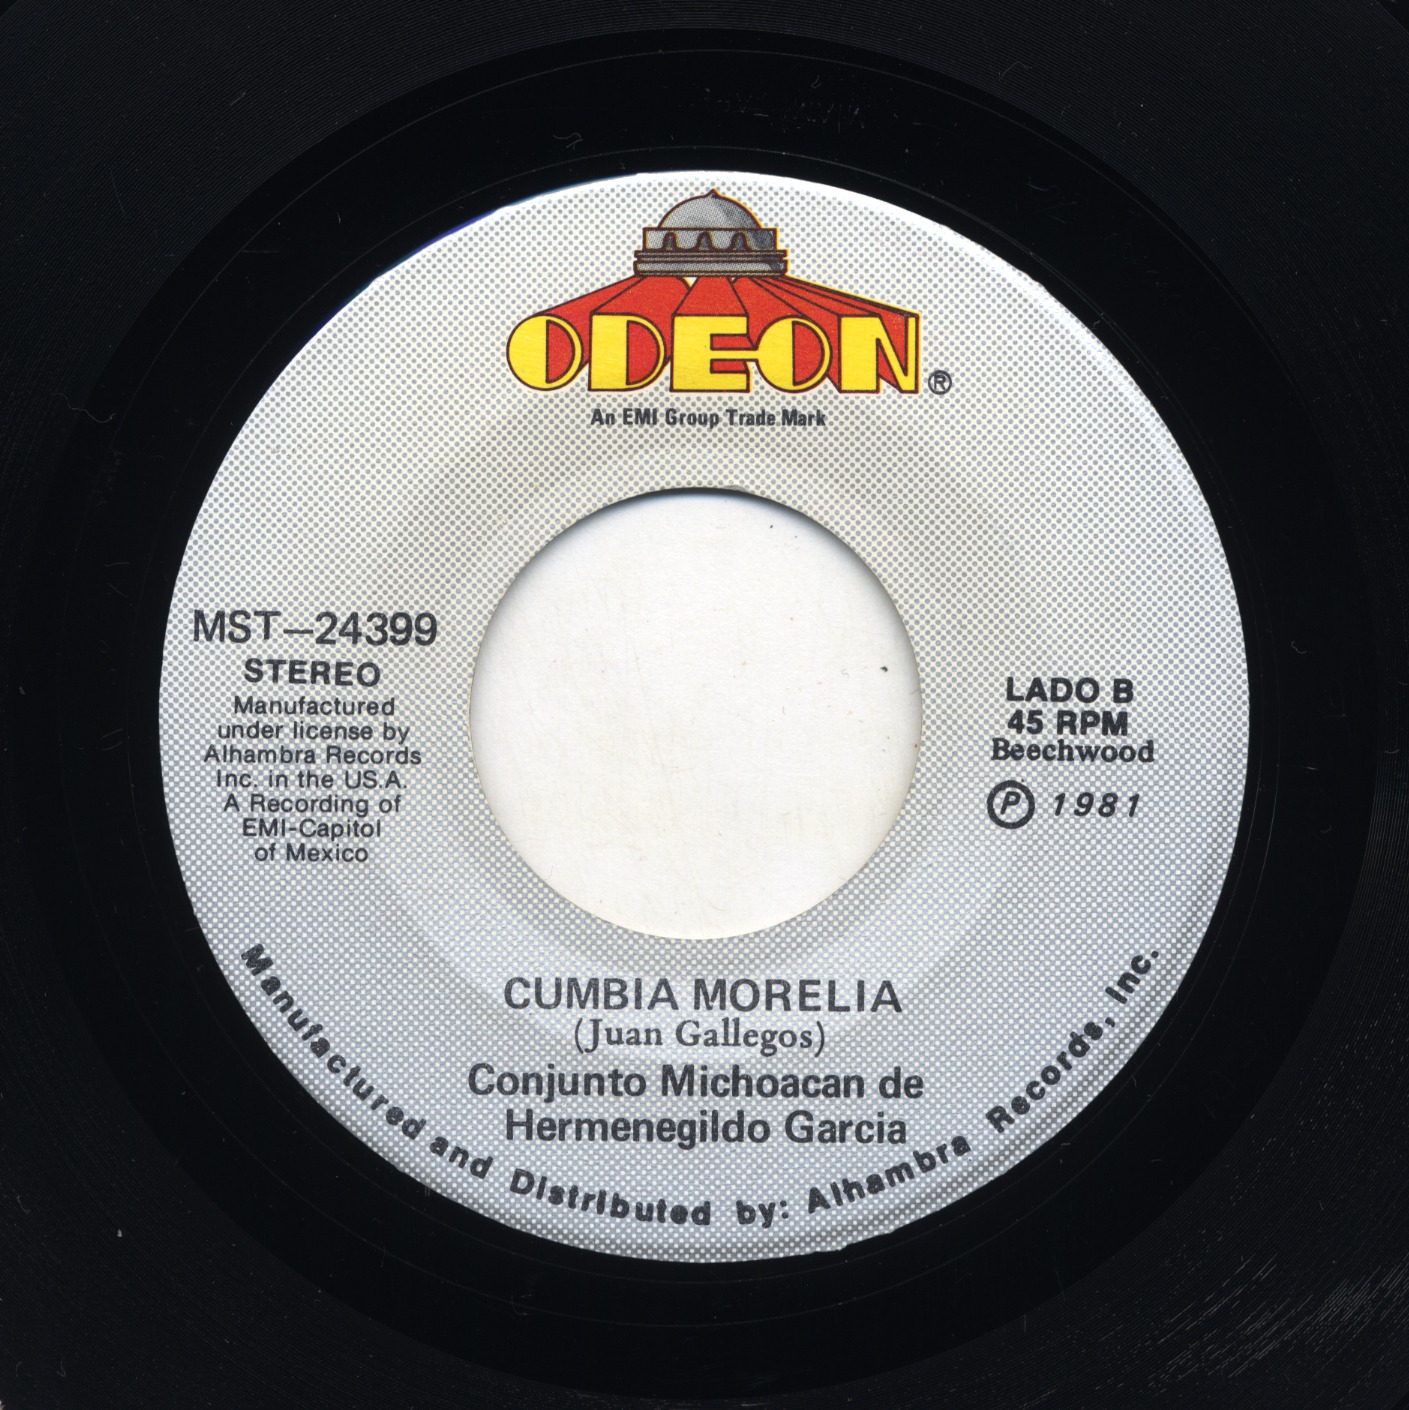 ODEON ®
An EMI Group Trade Mark
MST—24399
STEREO
Manufactured
under license by
Alhambra Records
Inc. in the US.A.
A Recording of
EMI-Capitol
of Mexico
LADO B
45 RPM
Beechwood
Ⓟ 1981
CUMBIA MORELIA
(Juan Gallegos)
Conjunto Michoacan de
Hermenegildo Garcia
Manufactured and Distributed by: Alhambra Records, Inc.